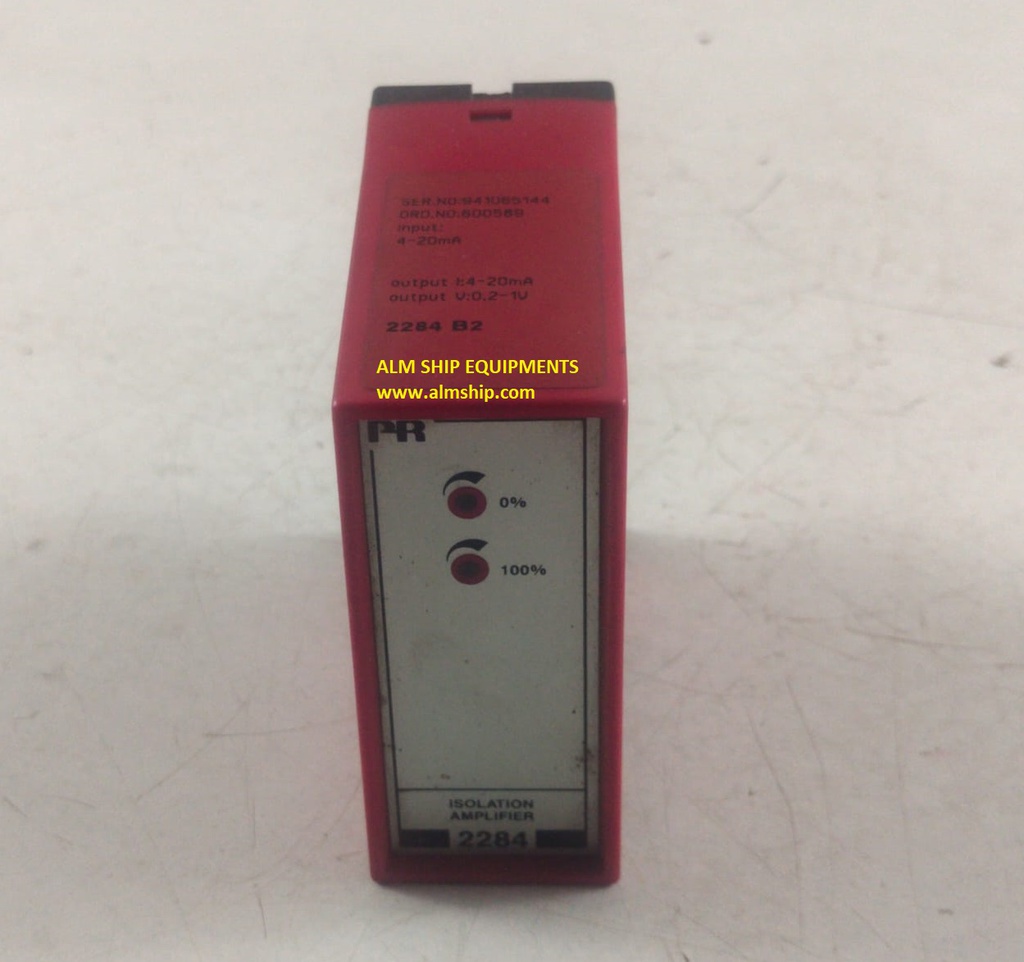 SER.NO:941065144
ORD.NO:600589
input:
4-20mA
output I:4-20mA
output V:0.2-1V
2284 B2
ALM SHIP EQUIPMENTS
www.almship.com
PR
0%
100%
ISOLATION
AMPLIFIER
2284